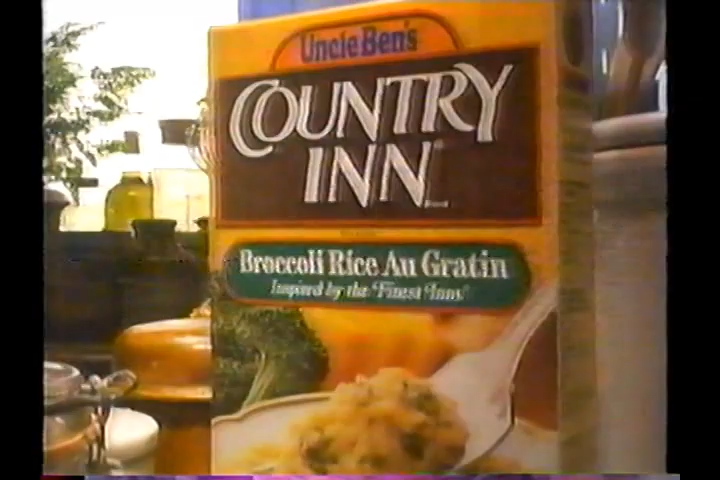 Uncle Ben's
COUNTRY
INN
Broccoli Rice Au Gratin
Inspired by the Finest Inns